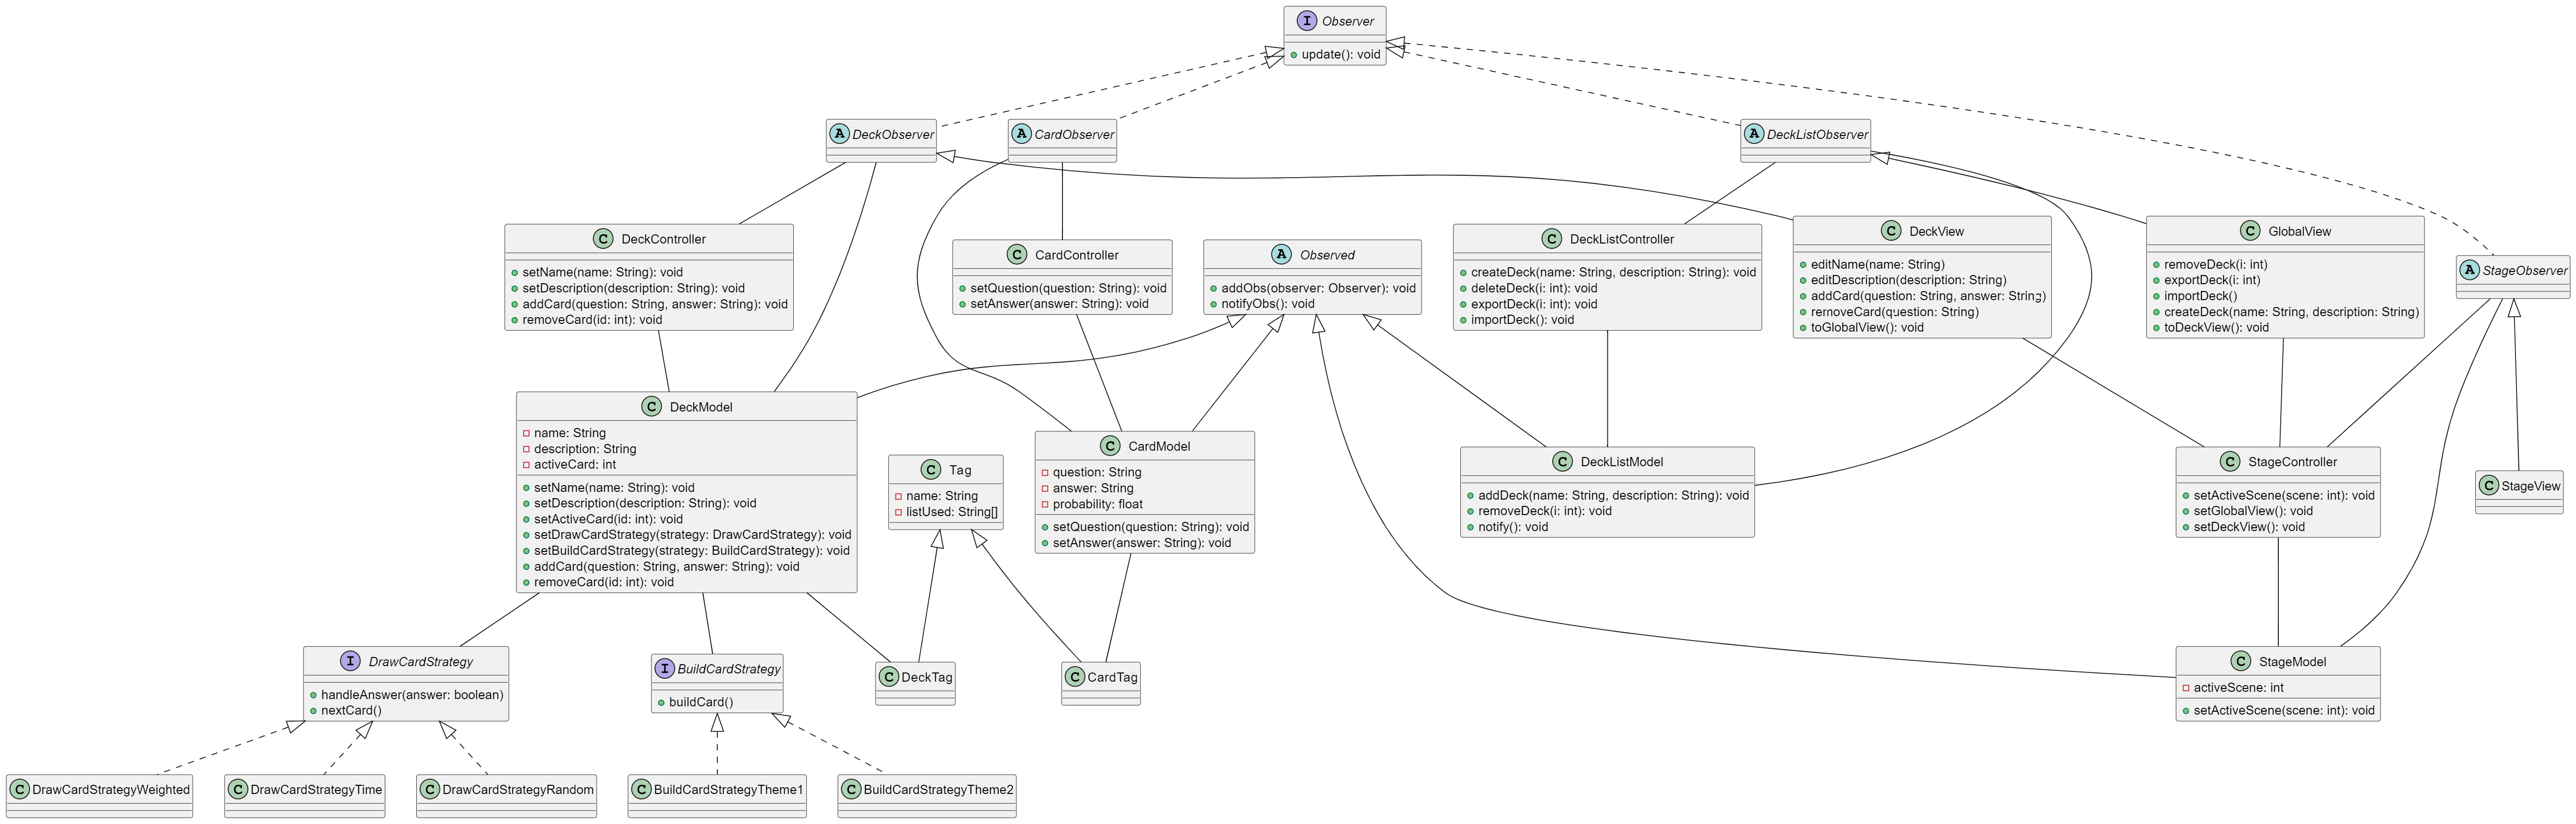 I Observer
update(): void
A DeckObserver
A CardObserver
A DeckListObserver
C DeckController
setName(name: String): void
setDescription(description: String): void
addCard(question: String, answer: String): void
removeCard(id: int): void
C CardController
setQuestion(question: String): void
setAnswer(answer: String): void
A Observed
addObs(observer: Observer): void
notifyObs(): void
C DeckListController
createDeck(name: String, description: String): void
deleteDeck(i: int): void
exportDeck(i: int): void
importDeck(): void
C DeckView
editName(name: String)
editDescription(description: String)
addCard(question: String, answer: String)
removeCard(question: String)
toGlobalView(): void
C GlobalView
removeDeck(i: int)
exportDeck(i: int)
importDeck()
createDeck(name: String, description: String)
toDeckView(): void
A StageObserver
C DeckModel
name: String
description: String
activeCard: int
setName(name: String): void
setDescription(description: String): void
setActiveCard(id: int): void
setDrawCardStrategy(strategy: DrawCardStrategy): void
setBuildCardStrategy(strategy: BuildCardStrategy): void
addCard(question: String, answer: String): void
removeCard(id: int): void
C Tag
name: String
listUsed: String[]
C CardModel
question: String
answer: String
probability: float
setQuestion(question: String): void
setAnswer(answer: String): void
C DeckListModel
addDeck(name: String, description: String): void
removeDeck(i: int): void
notify(): void
C StageController
setActiveScene(scene: int): void
setGlobalView(): void
setDeckView(): void
C StageView
I DrawCardStrategy
handleAnswer(answer: boolean)
nextCard()
I BuildCardStrategy
buildCard()
C DeckTag
C CardTag
C StageModel
activeScene: int
setActiveScene(scene: int): void
C DrawCardStrategyWeighted
C DrawCardStrategyTime
C DrawCardStrategyRandom
C BuildCardStrategyTheme1
C BuildCardStrategyTheme2